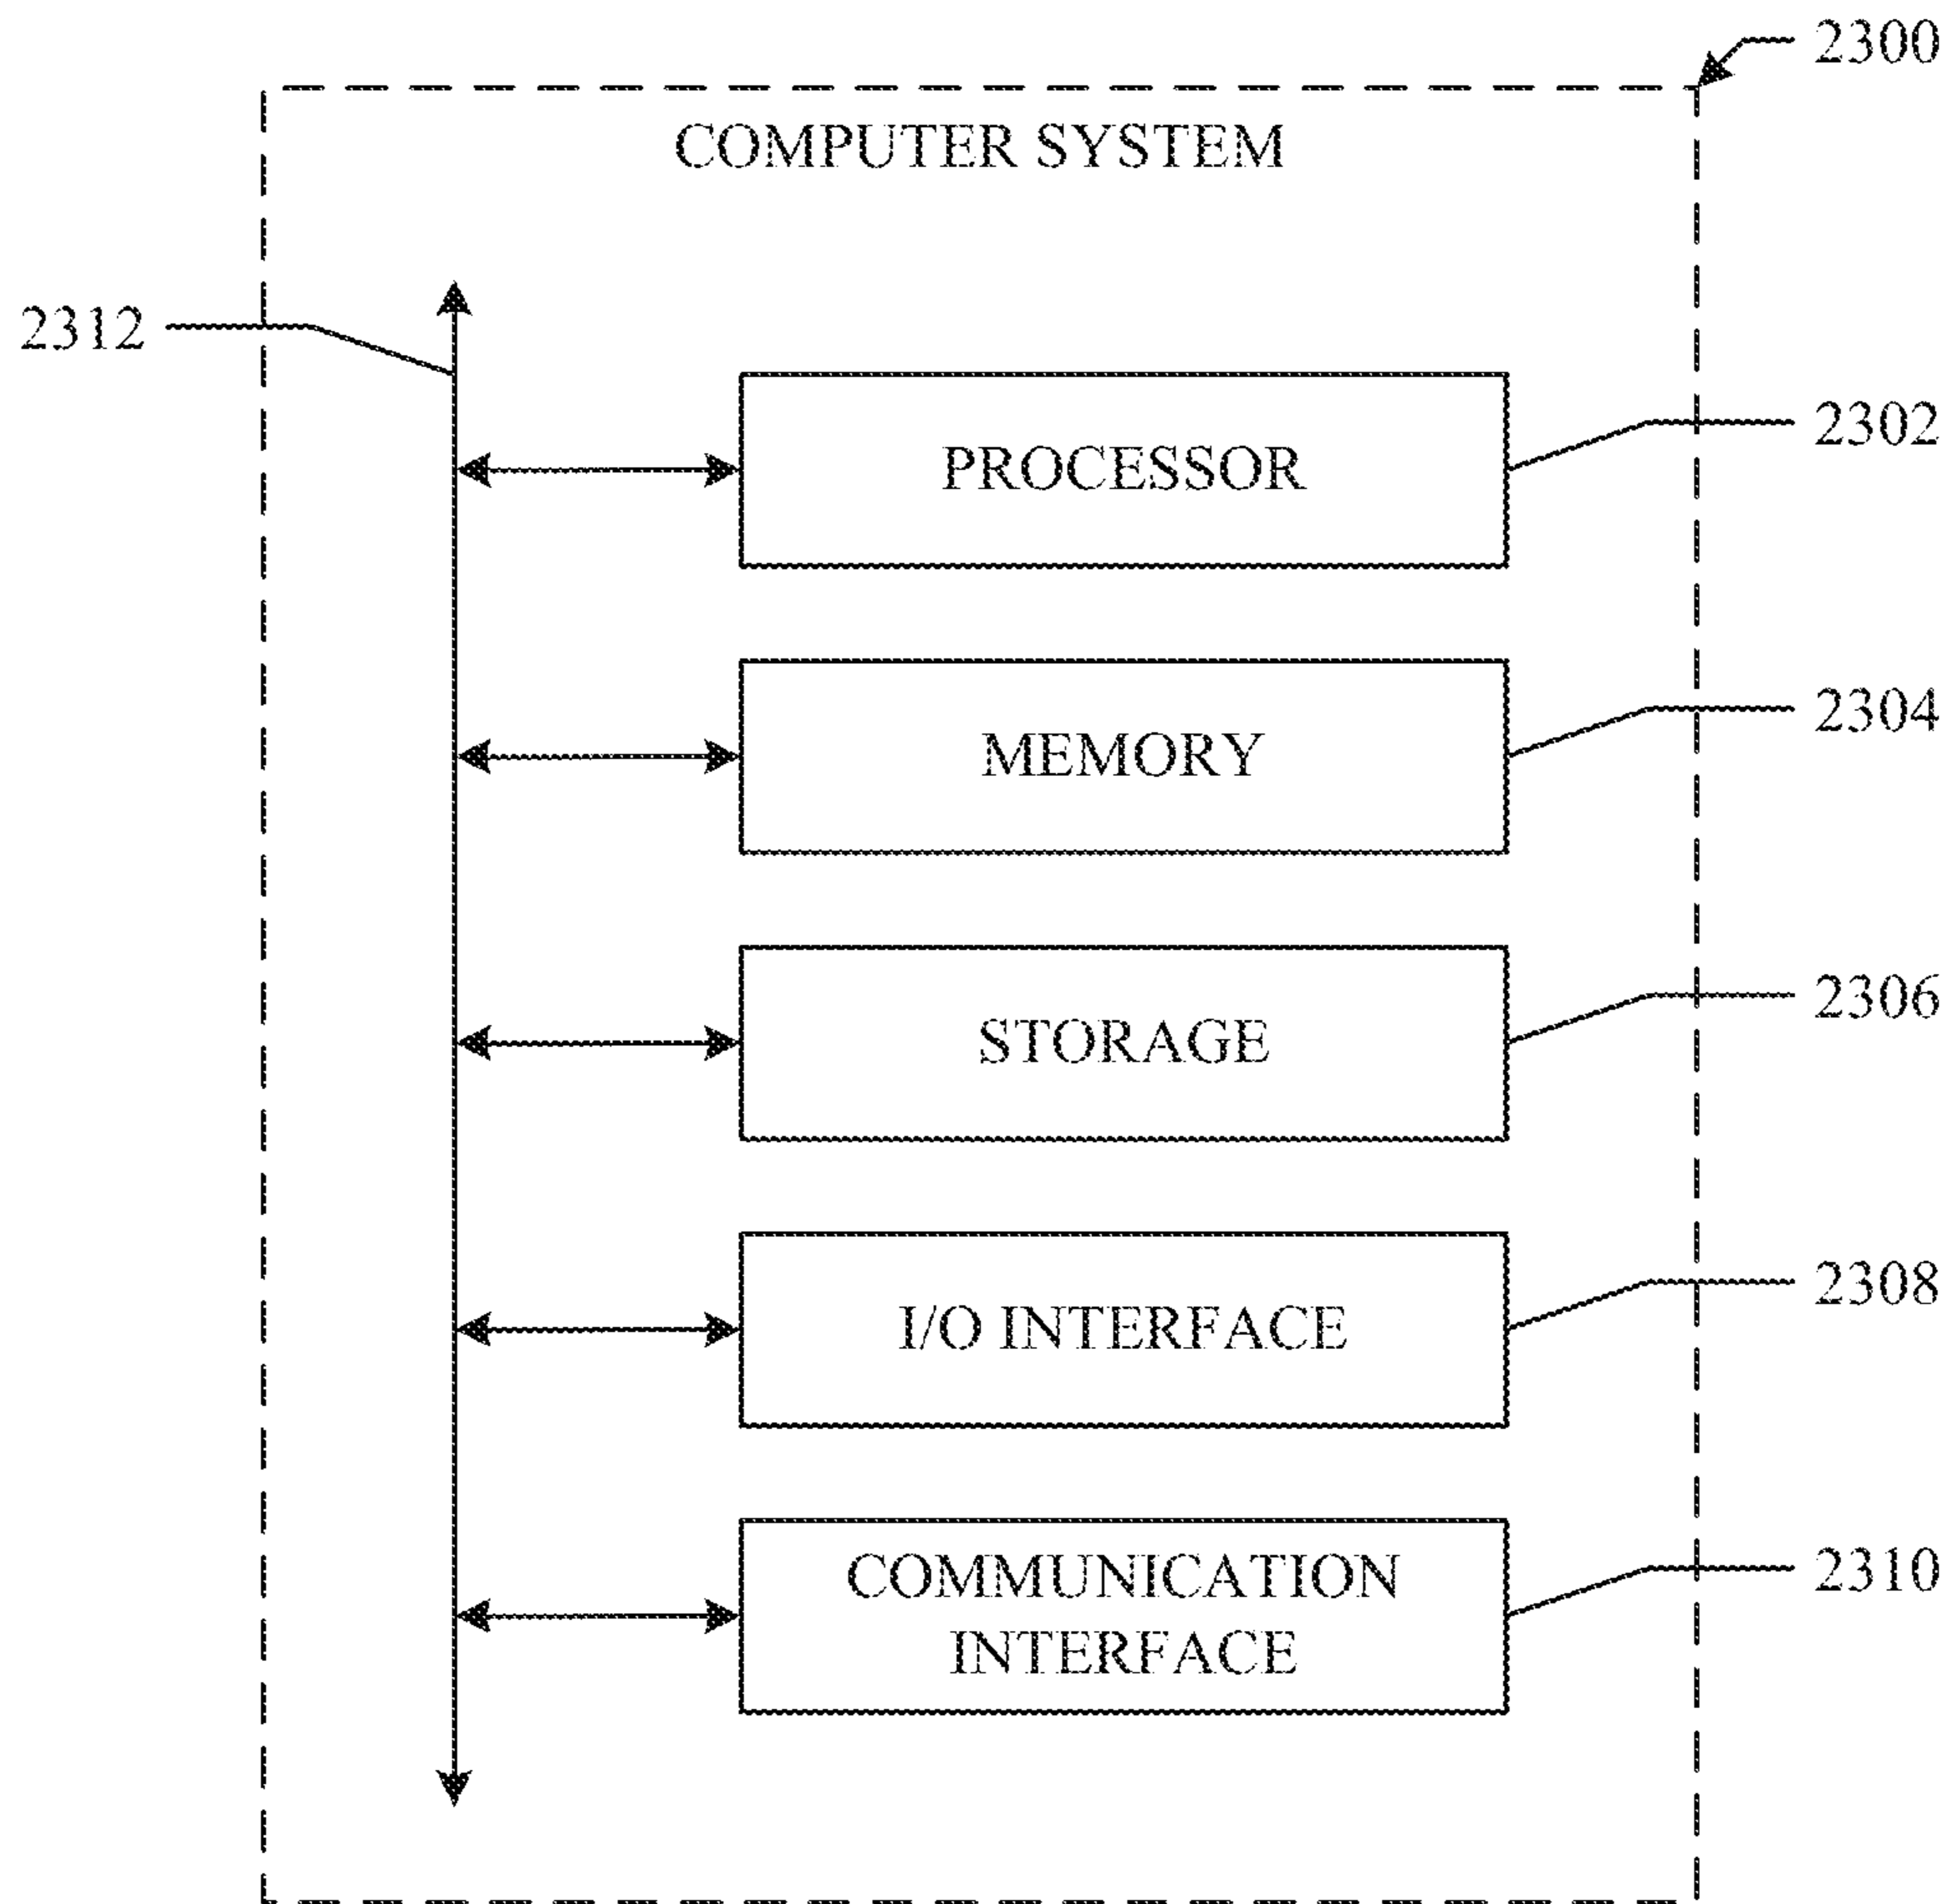 2300
COMPUTER SYSTEM
2312
PROCESSOR
2302
MEMORY
2304
STORAGE
2306
I/O INTERFACE
2308
COMMUNICATION
INTERFACE
2310